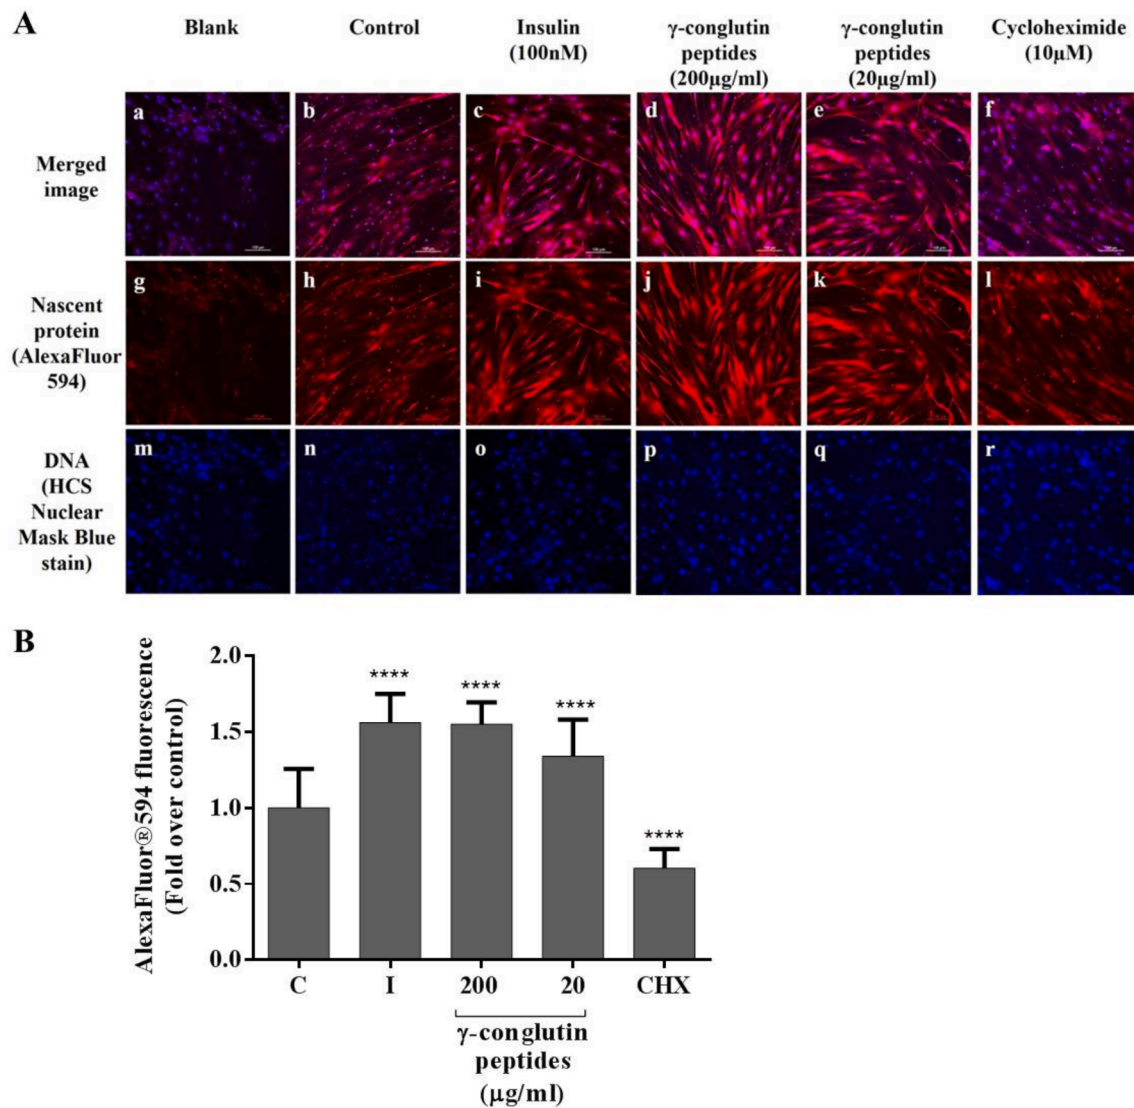 A
Blank
Control
Insulin
(100nM)
γ-conglutin
peptides
(200μg/ml)
γ-conglutin
peptides
(20μg/ml)
Cycloheximide
(10μM)
Merged
image
a
b
c
d
e
f
Nascent
protein
(AlexaFluor
594)
g
h
i
j
k
l
DNA
(HCS
Nuclear
Mask Blue
stain)
m
n
o
p
q
r
B
AlexaFluor®594 fluorescence
(Fold over control)
2.0
1.5
1.0
0.5
0.0
****
****
****
****
C
I
200
20
CHX
γ-conglutin
peptides
(μg/ml)